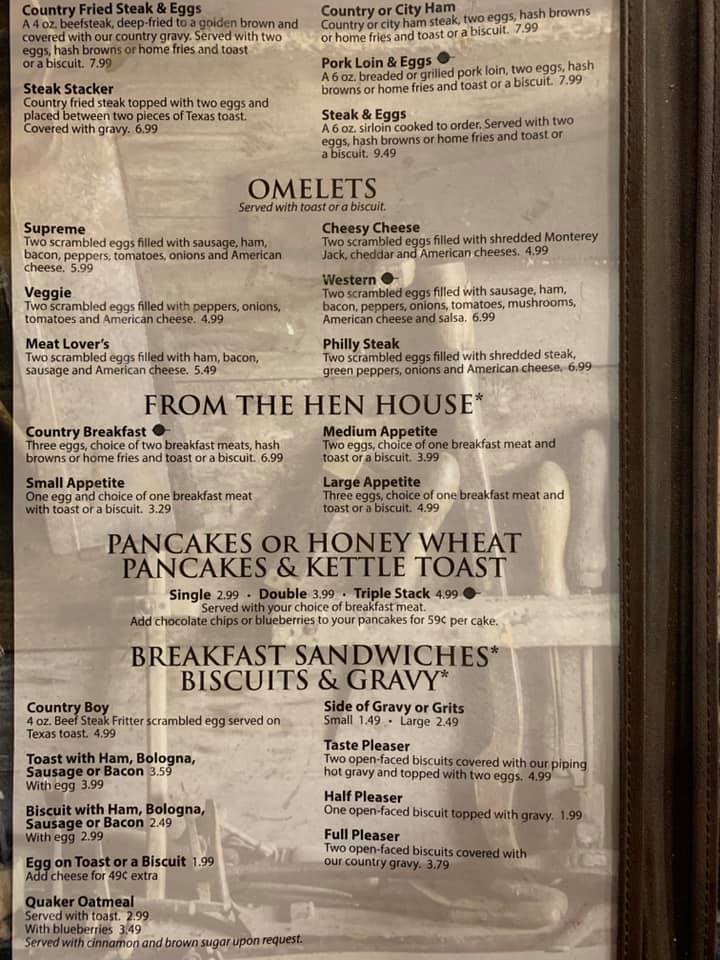 Country Fried Steak & Eggs
A 4 oz. beefsteak, deep-fried to a golden brown and
covered with our country gravy. Served with two
eggs, hash browns or home fries and toast
or a biscuit. 7.99
Steak Stacker
Country fried steak topped with two eggs and
placed between two pieces of Texas toast.
Covered with gravy. 6.99
Country or City Ham
Country or city ham steak, two eggs, hash browns
or home fries and toast or a biscuit. 7.99
Pork Loin & Eggs
A 6 oz. breaded or grilled pork loin, two eggs, hash
browns or home fries and toast or a biscuit. 7.99
Steak & Eggs
A 6 oz. sirloin cooked to order. Served with two
eggs, hash browns or home fries and toast or
a biscuit. 9.49
OMELETS
Served with toast or a biscuit.
Supreme
Two scrambled eggs filled with sausage, ham,
bacon, peppers, tomatoes, onions and American
cheese. 5.99
Veggie
Two scrambled eggs filled with peppers, onions,
tomatoes and American cheese. 4.99
Meat Lover's
Two scrambled eggs filled with ham, bacon,
sausage and American cheese. 5.49
Cheesy Cheese
Two scrambled eggs filled with shredded Monterey
Jack, cheddar and American cheeses. 4.99
Western
Two scrambled eggs filled with sausage, ham,
bacon, peppers, onions, tomatoes, mushrooms,
American cheese and salsa. 6.99
Philly Steak
Two scrambled eggs filled with shredded steak,
green peppers, onions and American cheese. 6.99
FROM THE HEN HOUSE*
Country Breakfast
Three eggs, choice of two breakfast meats, hash
browns or home fries and toast or a biscuit. 6.99
Small Appetite
One egg and choice of one breakfast meat
with toast or a biscuit. 3.29
Medium Appetite
Two eggs, choice of one breakfast meat and
toast or a biscuit. 3.99
Large Appetite
Three eggs, choice of one breakfast meat and
toast or a biscuit. 4.99
PANCAKES OR HONEY WHEAT
PANCAKES & KETTLE TOAST
Single 2.99 • Double 3.99 • Triple Stack 4.99
Served with your choice of breakfast meat.
Add chocolate chips or blueberries to your pancakes for 59¢ per cake.
BREAKFAST SANDWICHES*
BISCUITS & GRAVY*
Country Boy
4 oz. Beef Steak Fritter scrambled egg served on
Texas toast. 4.99
Toast with Ham, Bologna,
Sausage or Bacon 3.59
With egg 3.99
Biscuit with Ham, Bologna,
Sausage or Bacon 2.49
With egg 2.99
Egg on Toast or a Biscuit 1.99
Add cheese for 49¢ extra
Quaker Oatmeal
Served with toast. 2.99
With blueberries 3.49
Served with cinnamon and brown sugar upon request.
Side of Gravy or Grits
Small 1.49 • Large 2.49
Taste Pleaser
Two open-faced biscuits covered with our piping
hot gravy and topped with two eggs. 4.99
Half Pleaser
One open-faced biscuit topped with gravy. 1.99
Full Pleaser
Two open-faced biscuits covered with
our country gravy. 3.79